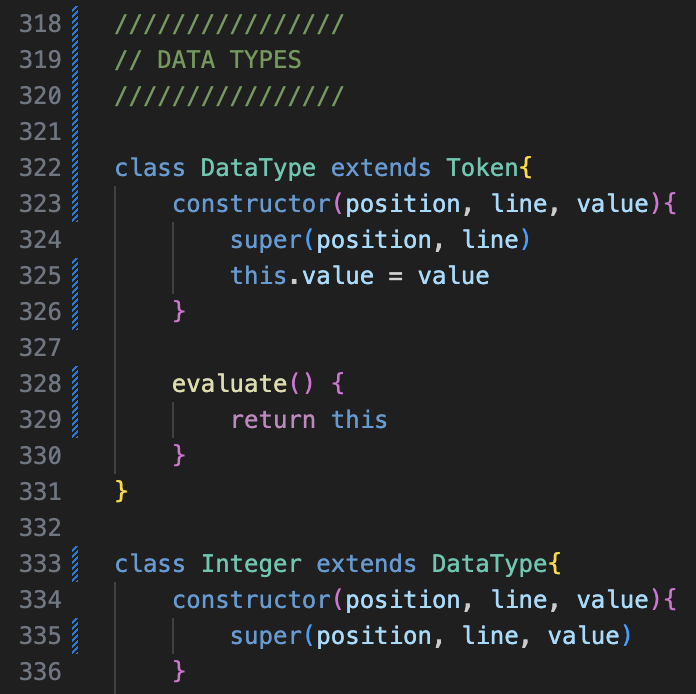 318 ////////////////
319 // DATA TYPES
320 ////////////////
321
322 class DataType extends Token{
323     constructor(position, line, value){
324         super(position, line)
325         this.value = value
326     }
327
328     evaluate() {
329         return this
330     }
331 }
332
333 class Integer extends DataType{
334     constructor(position, line, value){
335         super(position, line, value)
336     }